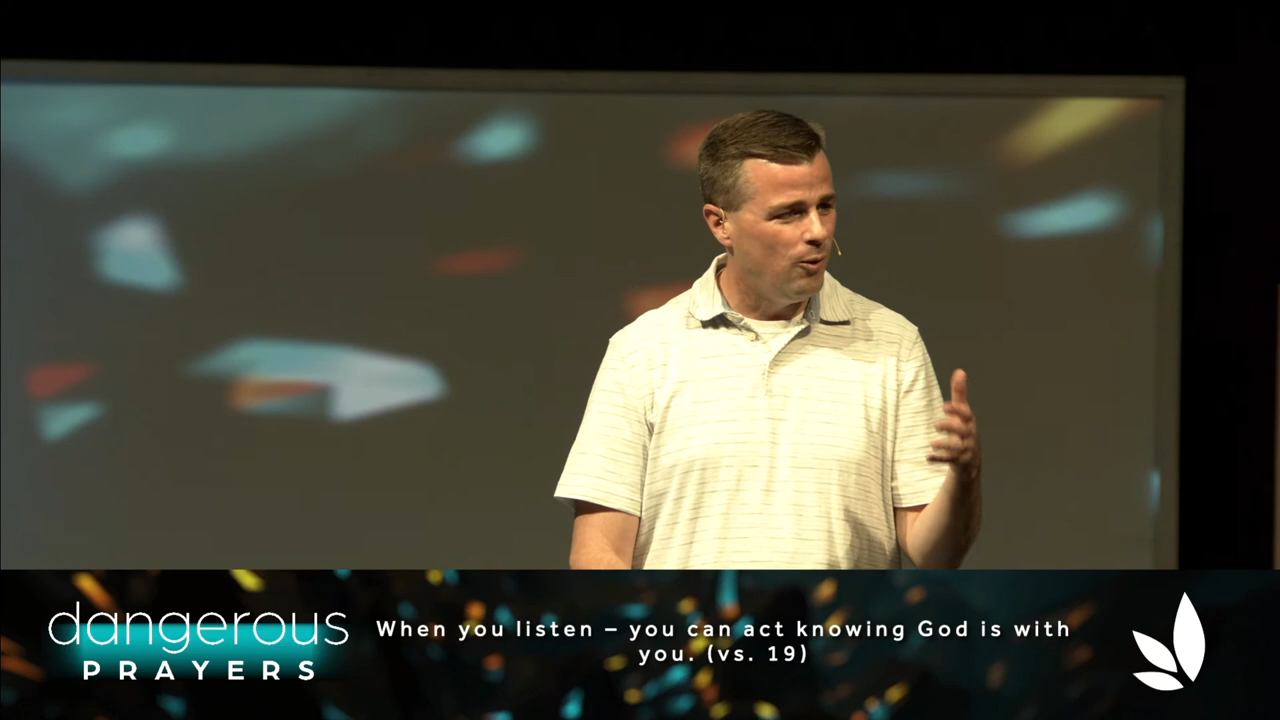 dangerous
PRAYERS
When you listen – you can act knowing God is with
you. (vs. 19)